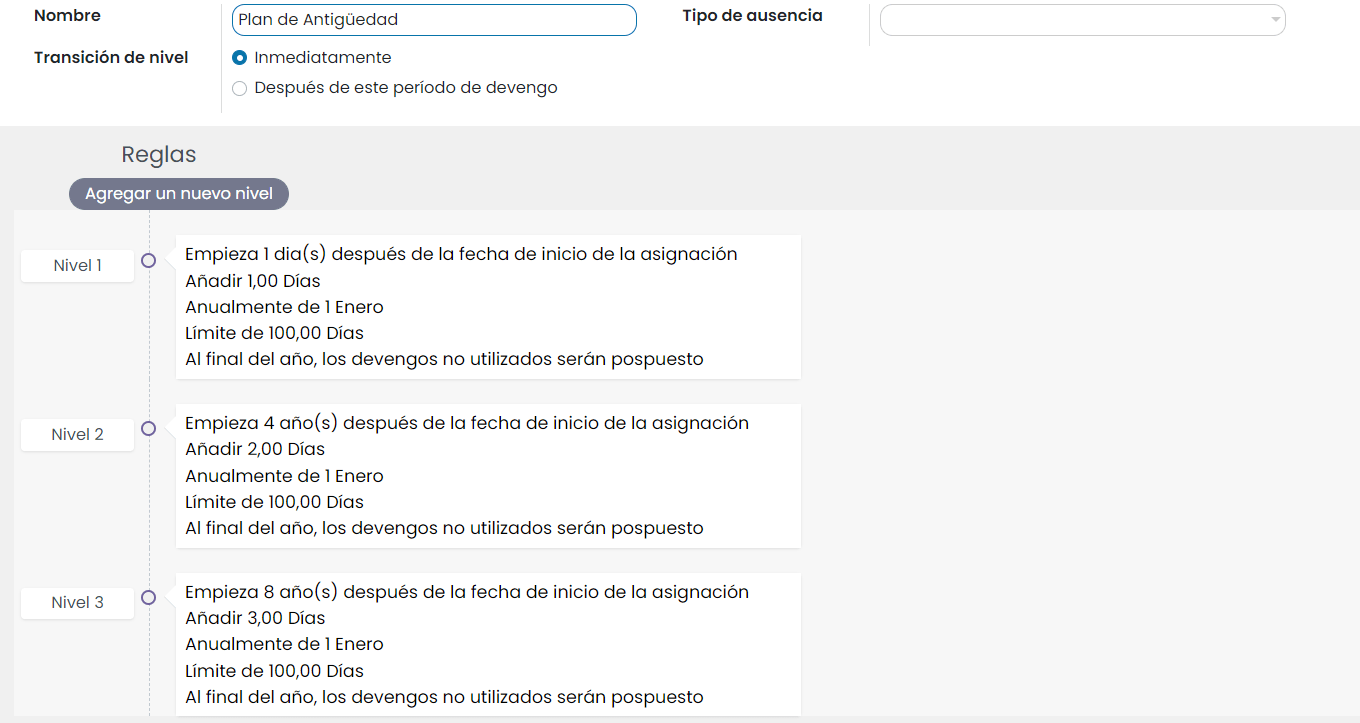 Nombre
Plan de Antigüedad
Tipo de ausencia
Transición de nivel
Inmediatamente
Después de este período de devengo
Reglas
Agregar un nuevo nivel
Nivel 1
Empieza 1 dia(s) después de la fecha de inicio de la asignación
Añadir 1,00 Días
Anualmente de 1 Enero
Límite de 100,00 Días
Al final del año, los devengos no utilizados serán pospuesto
Nivel 2
Empieza 4 año(s) después de la fecha de inicio de la asignación
Añadir 2,00 Días
Anualmente de 1 Enero
Límite de 100,00 Días
Al final del año, los devengos no utilizados serán pospuesto
Nivel 3
Empieza 8 año(s) después de la fecha de inicio de la asignación
Añadir 3,00 Días
Anualmente de 1 Enero
Límite de 100,00 Días
Al final del año, los devengos no utilizados serán pospuesto